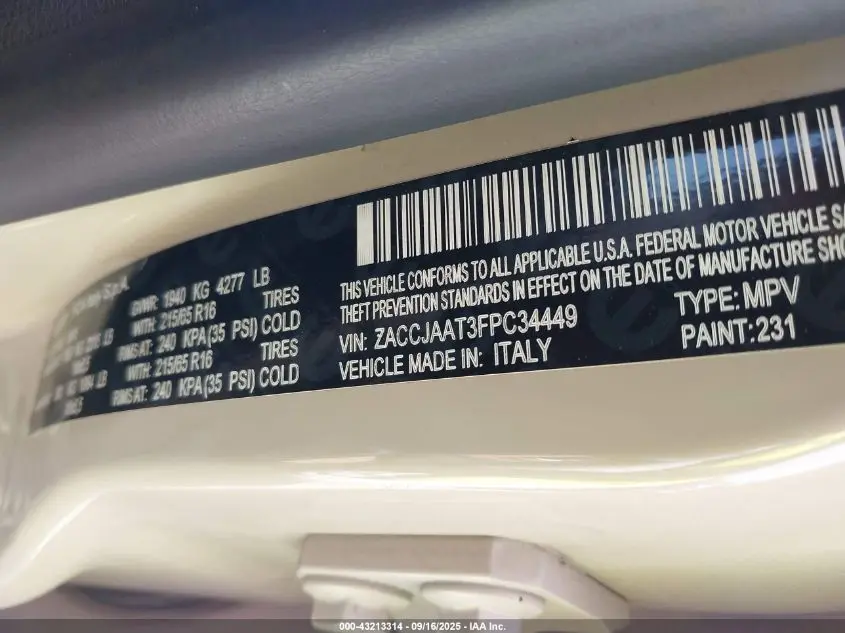 GVWR: 1940 KG 4277 LB
WITH: 215/65 R16 TIRES
RIMS AT: 240 KPA(35 PSI) COLD
WITH: 215/65 R16 TIRES
RIMS AT: 240 KPA(35 PSI) COLD
THIS VEHICLE CONFORMS TO ALL APPLICABLE U.S.A. FEDERAL MOTOR VEHICLE SA
THEFT PREVENTION STANDARDS IN EFFECT ON THE DATE OF MANUFACTURE SHO
VIN: ZACCJAAT3FPC34449 TYPE: MPV
VEHICLE MADE IN: ITALY PAINT: 231
000-43213314 - 09/16/2025 - IAA Inc.